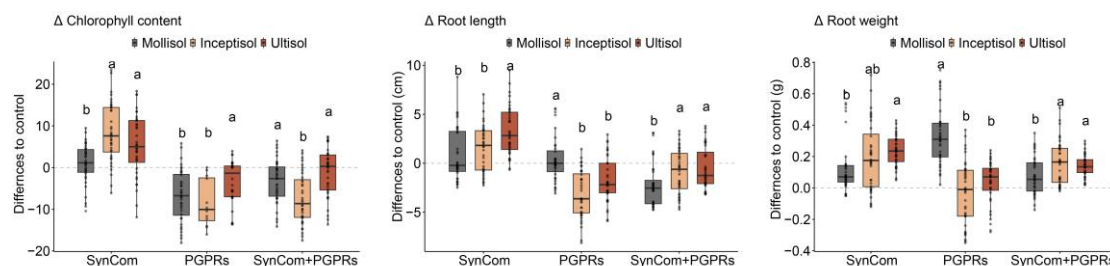 Δ Chlorophyll content
Mollisol Inceptisol Ultisol
Differnces to control
20
10
0
−10
−20
b a a
b b a
a b a
SynCom PGPRs SynCom+PGPRs
Δ Root length
Mollisol Inceptisol Ultisol
Differnces to control (cm)
10
5
0
−5
b b a
a b b
b a a
SynCom PGPRs SynCom+PGPRs
Δ Root weight
Mollisol Inceptisol Ultisol
Differnces to control (g)
0.8
0.6
0.4
0.2
0.0
−0.2
−0.4
b ab a
a b b
b a a
SynCom PGPRs SynCom+PGPRs